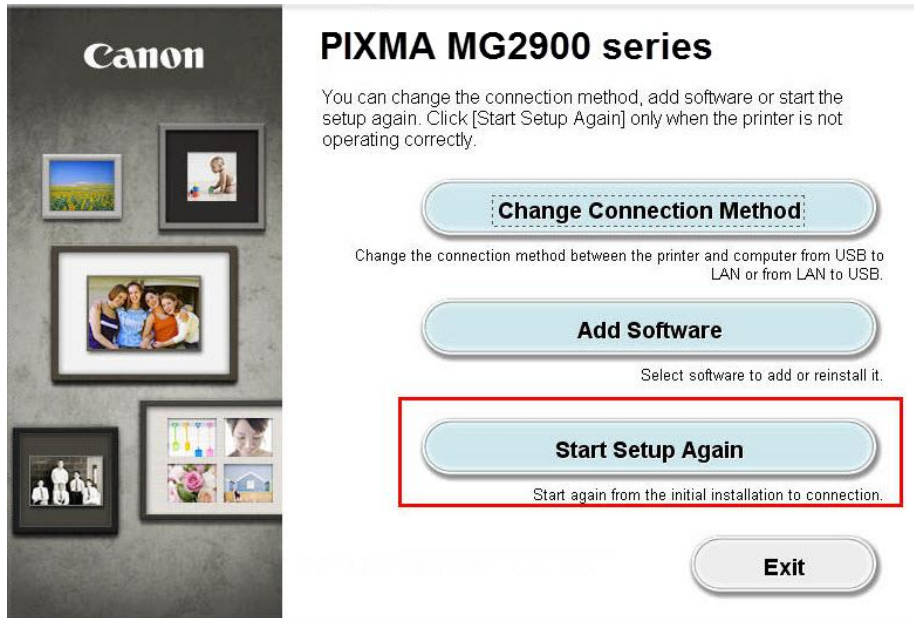 Canon
PIXMA MG2900 series
You can change the connection method, add software or start the
setup again. Click [Start Setup Again] only when the printer is not
operating correctly.
Change Connection Method
Change the connection method between the printer and computer from USB to
LAN or from LAN to USB.
Add Software
Select software to add or reinstall it.
Start Setup Again
Start again from the initial installation to connection.
Exit